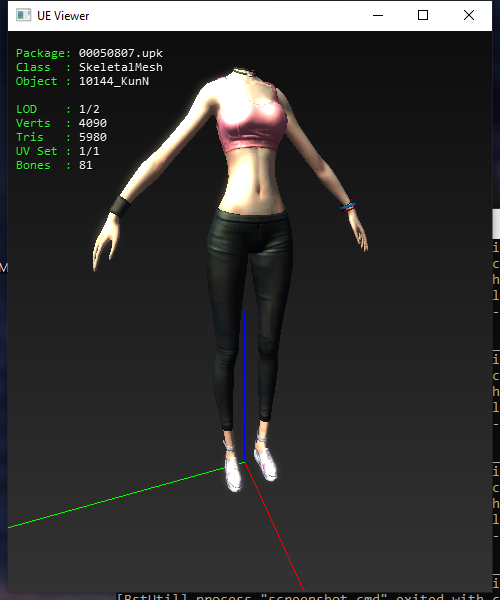 UE Viewer
Package: 00050807.upk
Class : SkeletalMesh
Object : 10144_KunN
LOD : 1/2
Verts : 4090
Tris : 5980
UV Set : 1/1
Bones : 81
M
i
c
h
l
-
i
c
h
l
-
i
c
h
l
-
i
[BstUtil] process "screenshot.cmd" exited with c